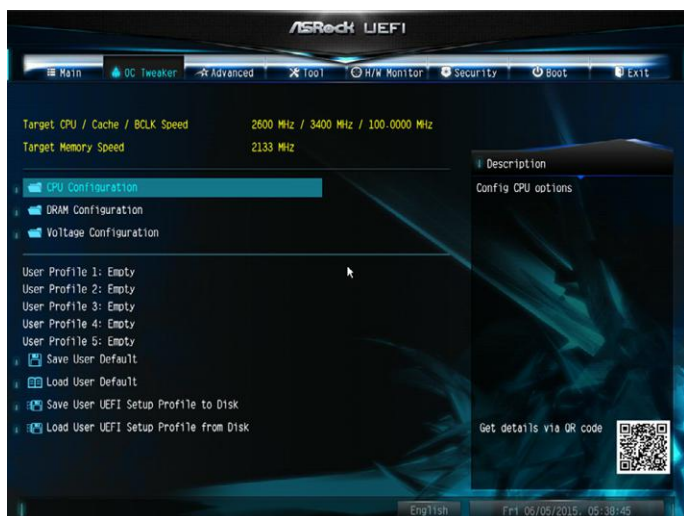 ASRock UEFI
Main OC Tweaker Advanced Tool H/W Monitor Security Boot Exit
Target CPU / Cache / BCLK Speed 2600 MHz / 3400 MHz / 100.0000 MHz
Target Memory Speed 2133 MHz
Description
CPU Configuration
Config CPU options
DRAM Configuration
Voltage Configuration
User Profile 1: Empty
User Profile 2: Empty
User Profile 3: Empty
User Profile 4: Empty
User Profile 5: Empty
Save User Default
Load User Default
Save User UEFI Setup Profile to Disk
Load User UEFI Setup Profile from Disk
Get details via QR code
English Fri 06/05/2015. 05:38:45